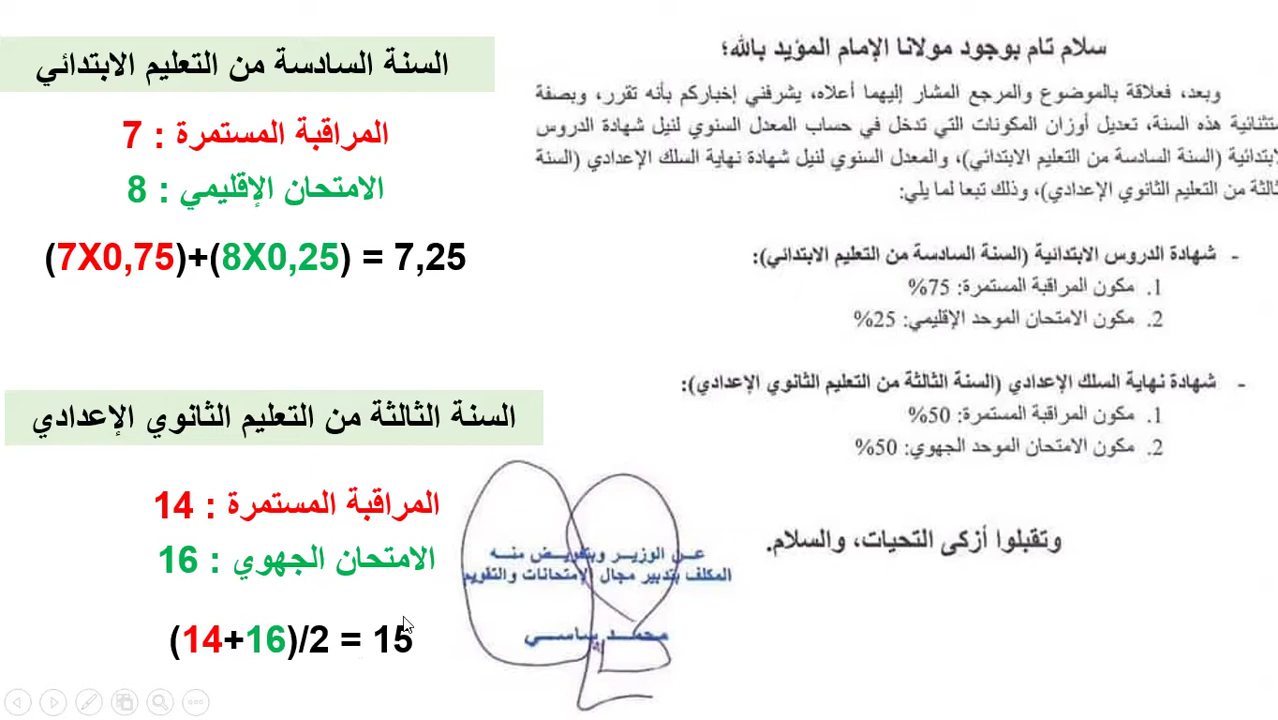 السنة السادسة من التعليم الابتدائي
المراقبة المستمرة : 7
الامتحان الإقليمي : 8
(7X0,75)+(8X0,25) = 7,25
السنة الثالثة من التعليم الثانوي الإعدادي
المراقبة المستمرة : 14
الامتحان الجهوي : 16
(14+16)/2 = 15
سلام تام بوجود مولانا الإمام المؤيد بالله؛
وبعد، فعلاقة بالموضوع والمرجع المشار إليهما أعلاه، يشرفني إخباركم بأنه تقرر، وبصفة
ستثنائية هذه السنة، تعديل أوزان المكونات التي تدخل في حساب المعدل السنوي لنيل شهادة الدروس
لابتدائية (السنة السادسة من التعليم الابتدائي)، والمعدل السنوي لنيل شهادة نهاية السلك الإعدادي (السنة
ثالثة من التعليم الثانوي الإعدادي)، وذلك تبعا لما يلي:
- شهادة الدروس الابتدائية (السنة السادسة من التعليم الابتدائي):
1. مكون المراقبة المستمرة: 75%
2. مكون الامتحان الموحد الإقليمي: 25%
- شهادة نهاية السلك الإعدادي (السنة الثالثة من التعليم الثانوي الإعدادي):
1. مكون المراقبة المستمرة: 50%
2. مكون الامتحان الموحد الجهوي: 50%
وتقبلوا أزكى التحيات، والسلام.
عن الوزير وبتفويض منه
المكلف بتدبير مجال الامتحانات والتقويم
محمد ساسي